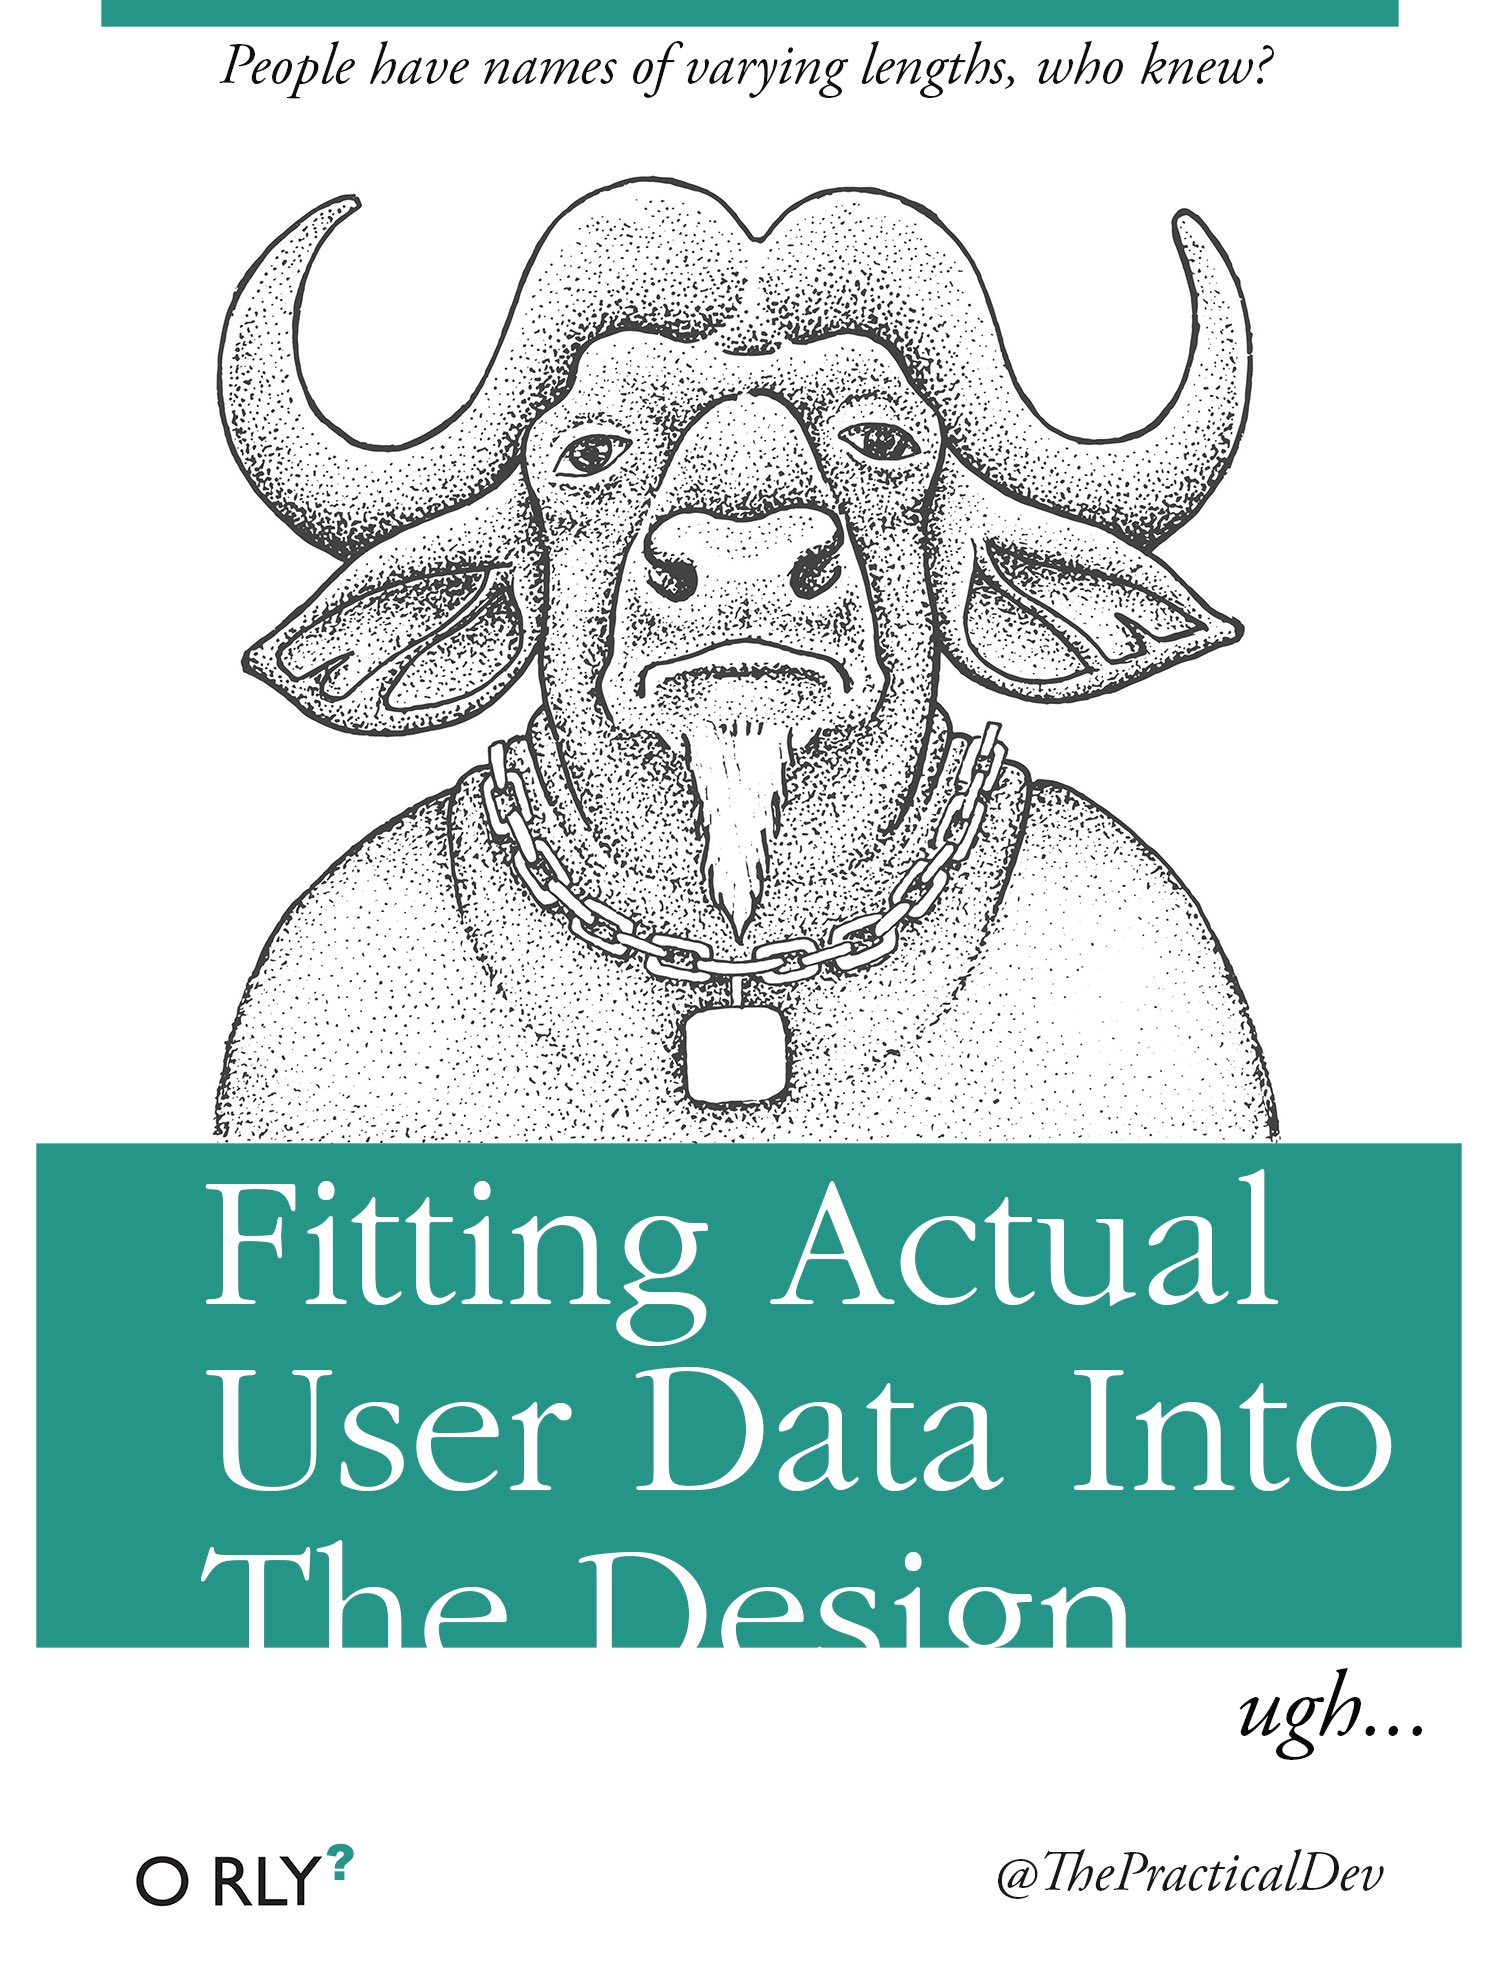 People have names of varying lengths, who knew?
Fitting Actual
User Data Into
The Design
ugh...
O RLY?
@ThePracticalDev